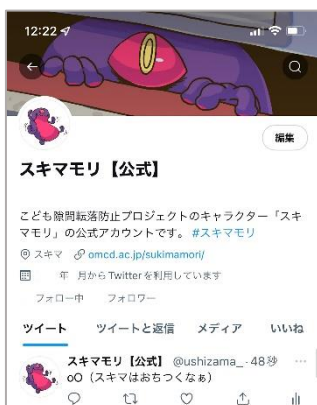 12:22
編集
スキマモリ【公式】
こども隙間転落防止プロジェクトのキャラクター「スキ
マモリ」の公式アカウントです。 #スキマモリ
スキマ omcd.ac.jp/sukimamori/
年 月からTwitterを利用しています
フォロー中 フォロワー
ツイート ツイートと返信 メディア いいね
スキマモリ【公式】 @ushizama_ · 48秒
oO（スキマはおちつくなぁ）